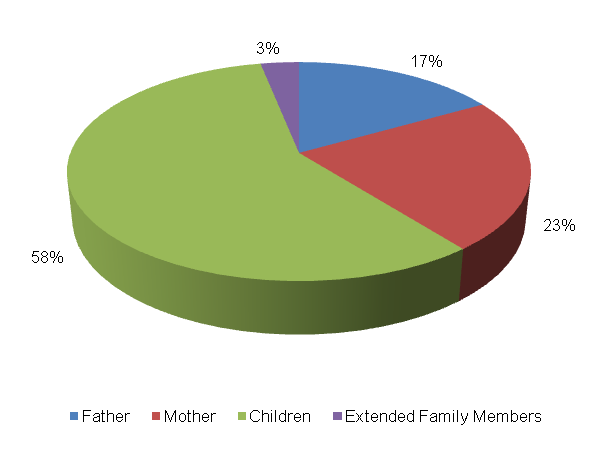 3%
17%
23%
58%
Father Mother Children Extended Family Members